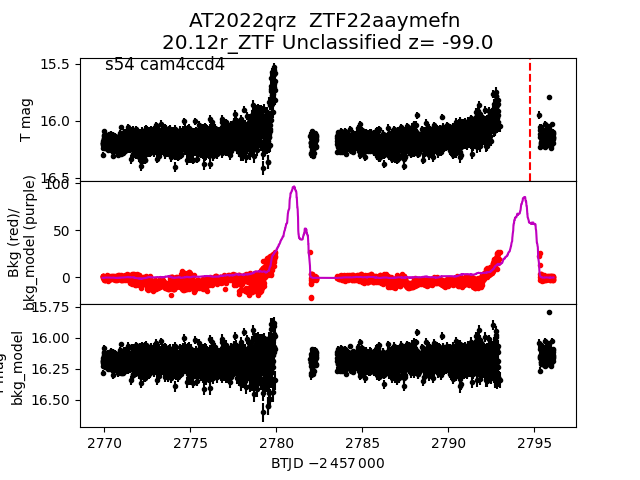 AT2022qrz ZTF22aaymefn
20.12r_ZTF Unclassified z= -99.0
s54 cam4ccd4
T mag
15.5
16.0
16.5
Bkg (red)/
bkg_model (purple)
100
50
0
mag
bkg_model
15.75
16.00
16.25
16.50
2770 2775 2780 2785 2790 2795
BTJD −2 457 000